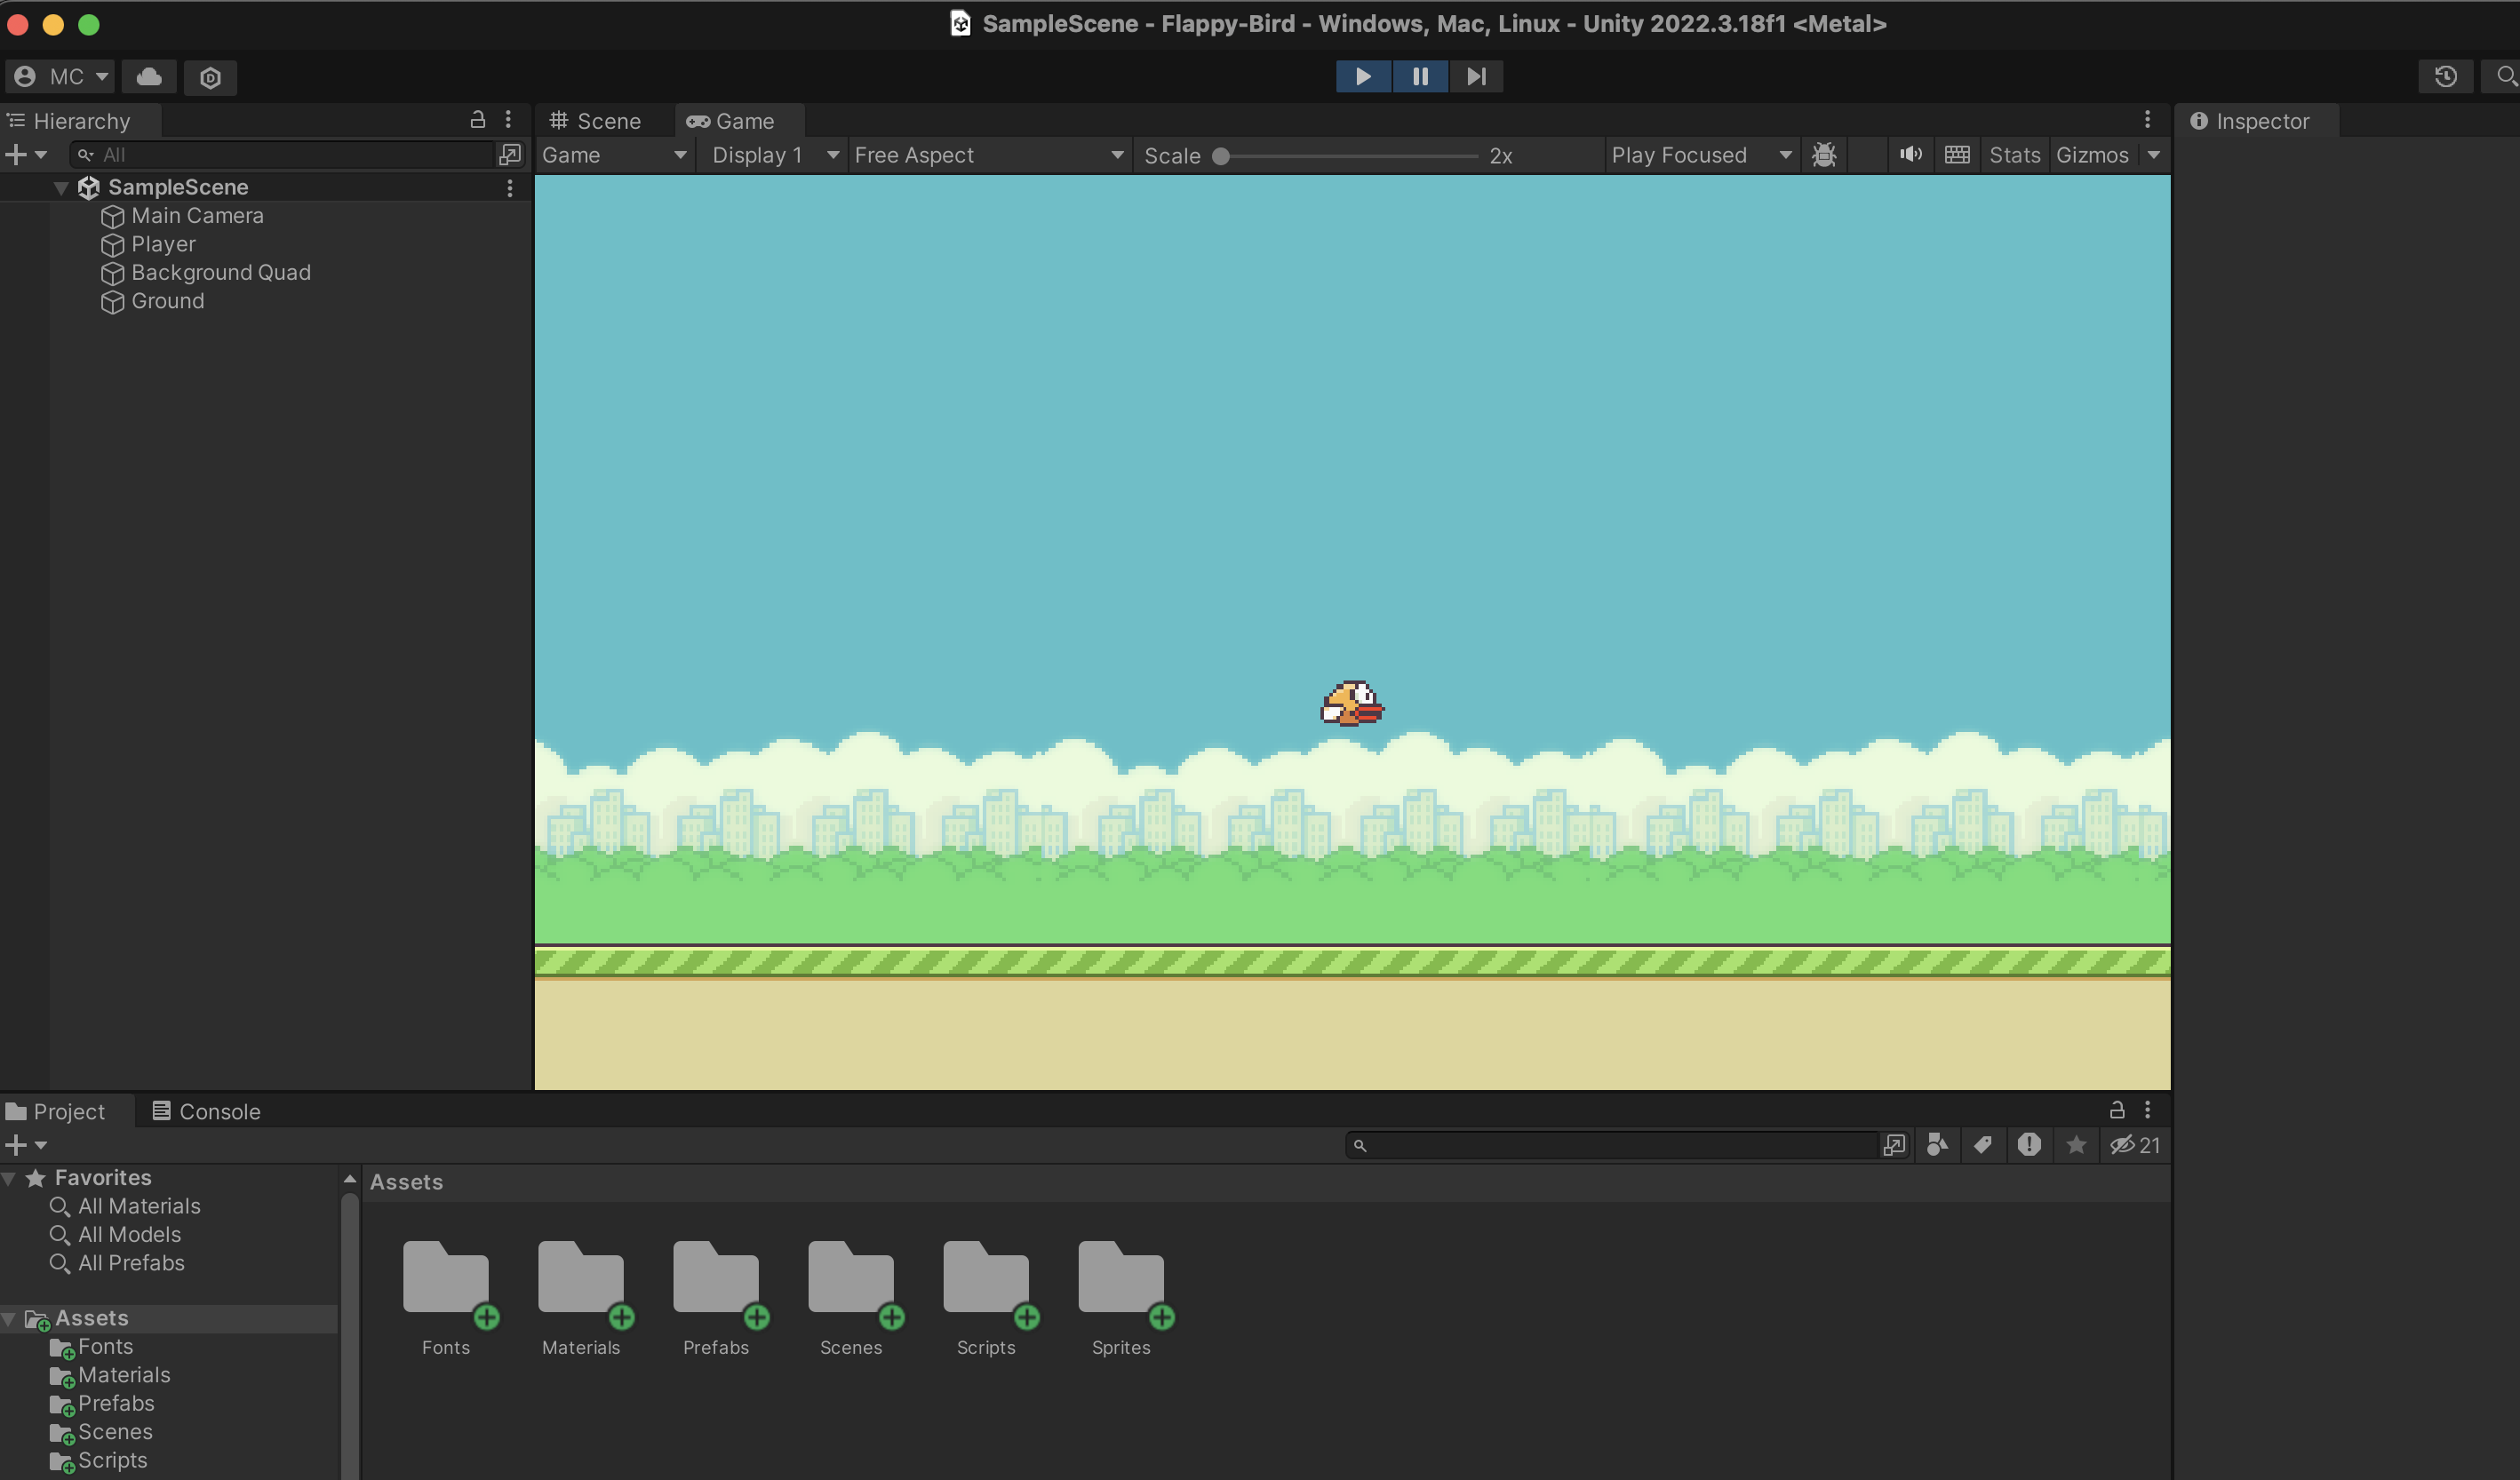 SampleScene - Flappy-Bird - Windows, Mac, Linux - Unity 2022.3.18f1 <Metal>
MC
Hierarchy
All
SampleScene
Main Camera
Player
Background Quad
Ground
Scene
Game
Game
Display 1
Free Aspect
Scale
2x
Play Focused
Stats
Gizmos
Inspector
Project
Console
21
Favorites
All Materials
All Models
All Prefabs
Assets
Fonts
Materials
Prefabs
Scenes
Scripts
Assets
Fonts
Materials
Prefabs
Scenes
Scripts
Sprites